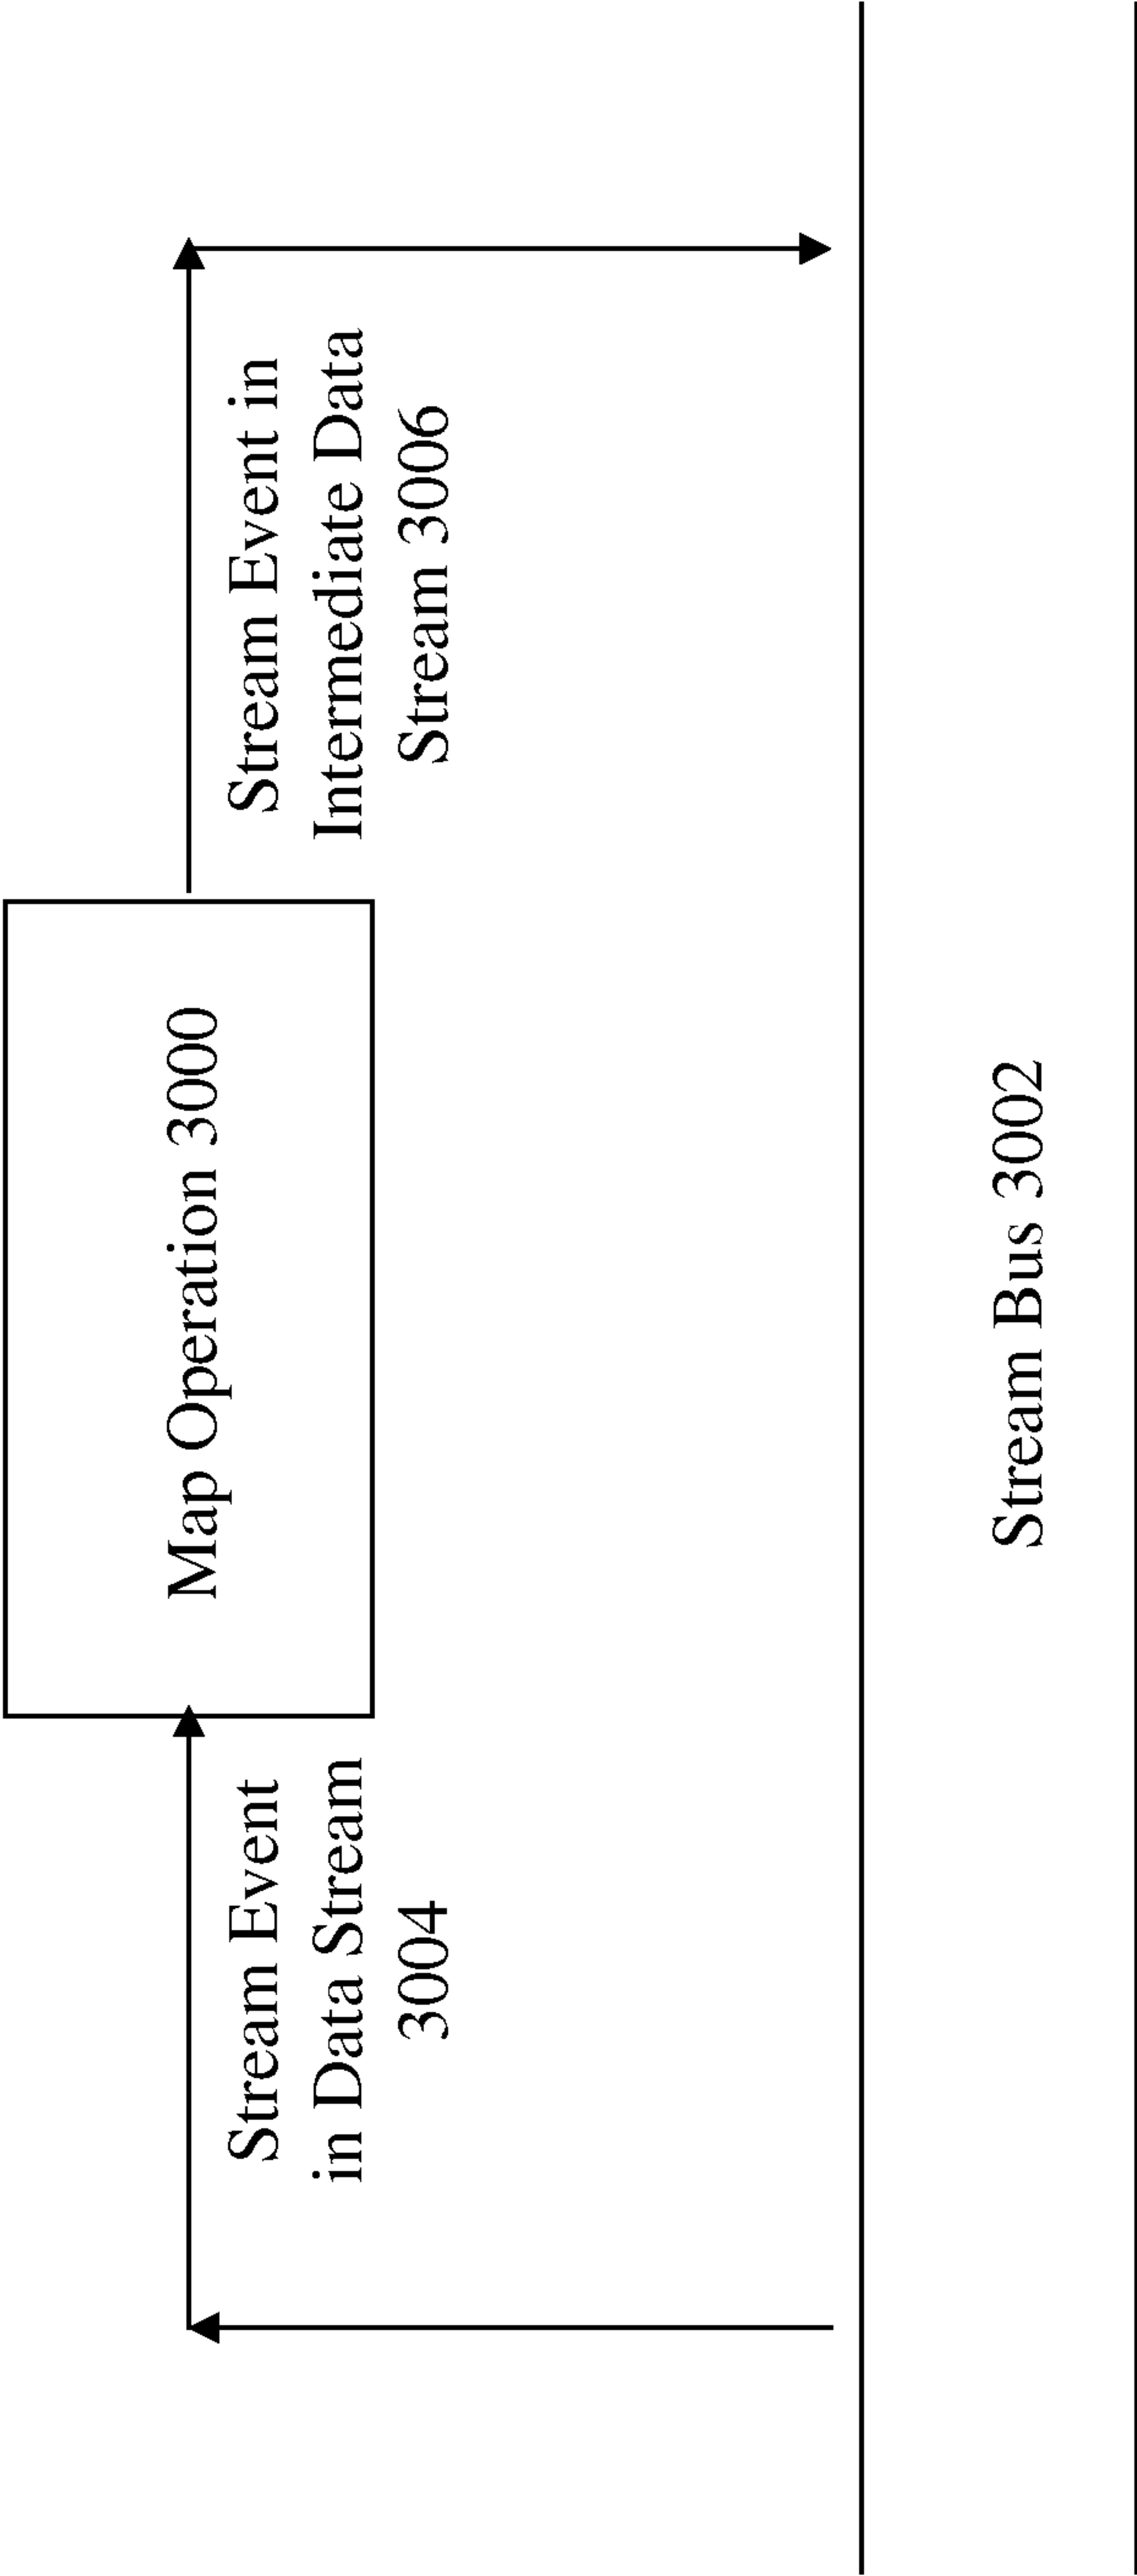 Map Operation 3000
Stream Event
in Data Stream
3004
Stream Event in
Intermediate Data
Stream 3006
Stream Bus 3002